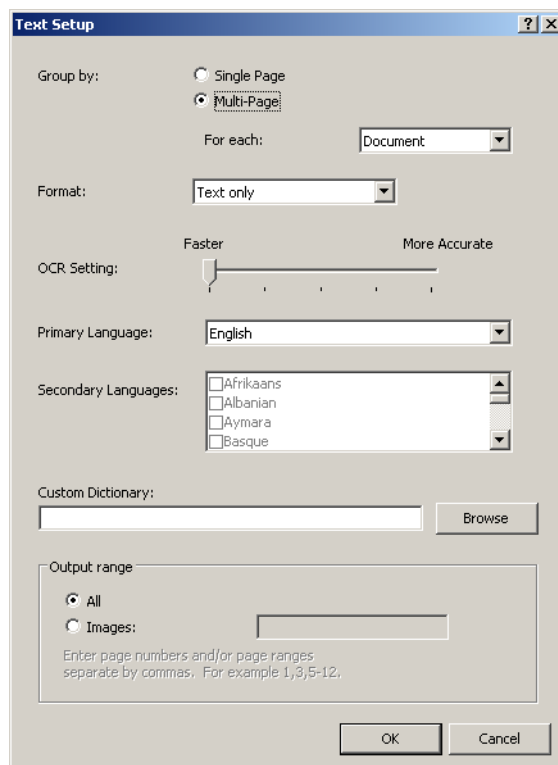 Text Setup
Group by:
Single Page
Multi-Page
For each:
Document
Format:
Text only
Faster
More Accurate
OCR Setting:
Primary Language:
English
Secondary Languages:
Afrikaans
Albanian
Aymara
Basque
Custom Dictionary:
Browse
Output range
All
Images:
Enter page numbers and/or page ranges
separate by commas. For example 1,3,5-12.
OK
Cancel